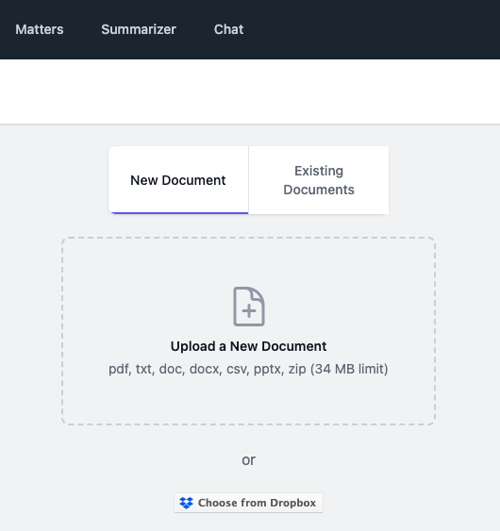 Matters Summarizer Chat
New Document
Existing
Documents
Upload a New Document
pdf, txt, doc, docx, csv, pptx, zip (34 MB limit)
or
Choose from Dropbox